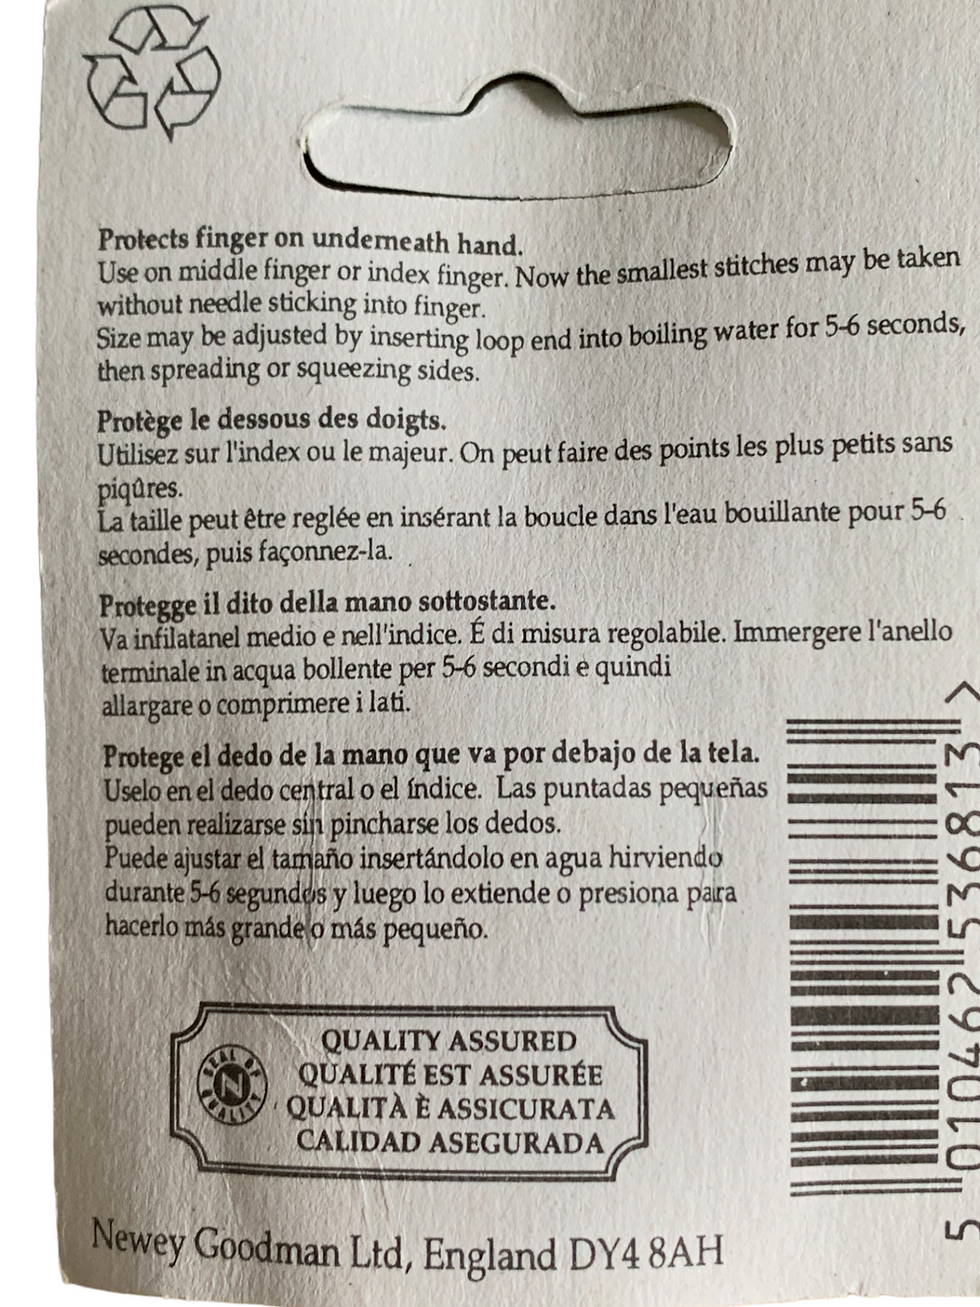 Protects finger on underneath hand.
Use on middle finger or index finger. Now the smallest stitches may be taken
without needle sticking into finger.
Size may be adjusted by inserting loop end into boiling water for 5-6 seconds,
then spreading or squeezing sides.
Protège le dessous des doigts.
Utilisez sur l'index ou le majeur. On peut faire des points les plus petits sans
piqûres.
La taille peut être reglée en insérant la boucle dans l'eau bouillante pour 5-6
secondes, puis façonnez-la.
Protegge il dito della mano sottostante.
Va infilatanel medio e nell'indice. É di misura regolabile. Immergere l'anello
terminale in acqua bollente per 5-6 secondi e quindi
allargare o comprimere i lati.
Protege el dedo de la mano que va por debajo de la tela.
Uselo en el dedo central o el índice. Las puntadas pequeñas
pueden realizarse sin pincharse los dedos.
Puede ajustar el tamaño insertándolo en agua hirviendo
durante 5-6 segundos y luego lo extiende o presiona para
hacerlo más grande o más pequeño.
SEAL OF QUALITY
N
QUALITY ASSURED
QUALITÉ EST ASSURÉE
QUALITÀ È ASSICURATA
CALIDAD ASEGURADA
Newey Goodman Ltd, England DY4 8AH
5 010462 536813 >